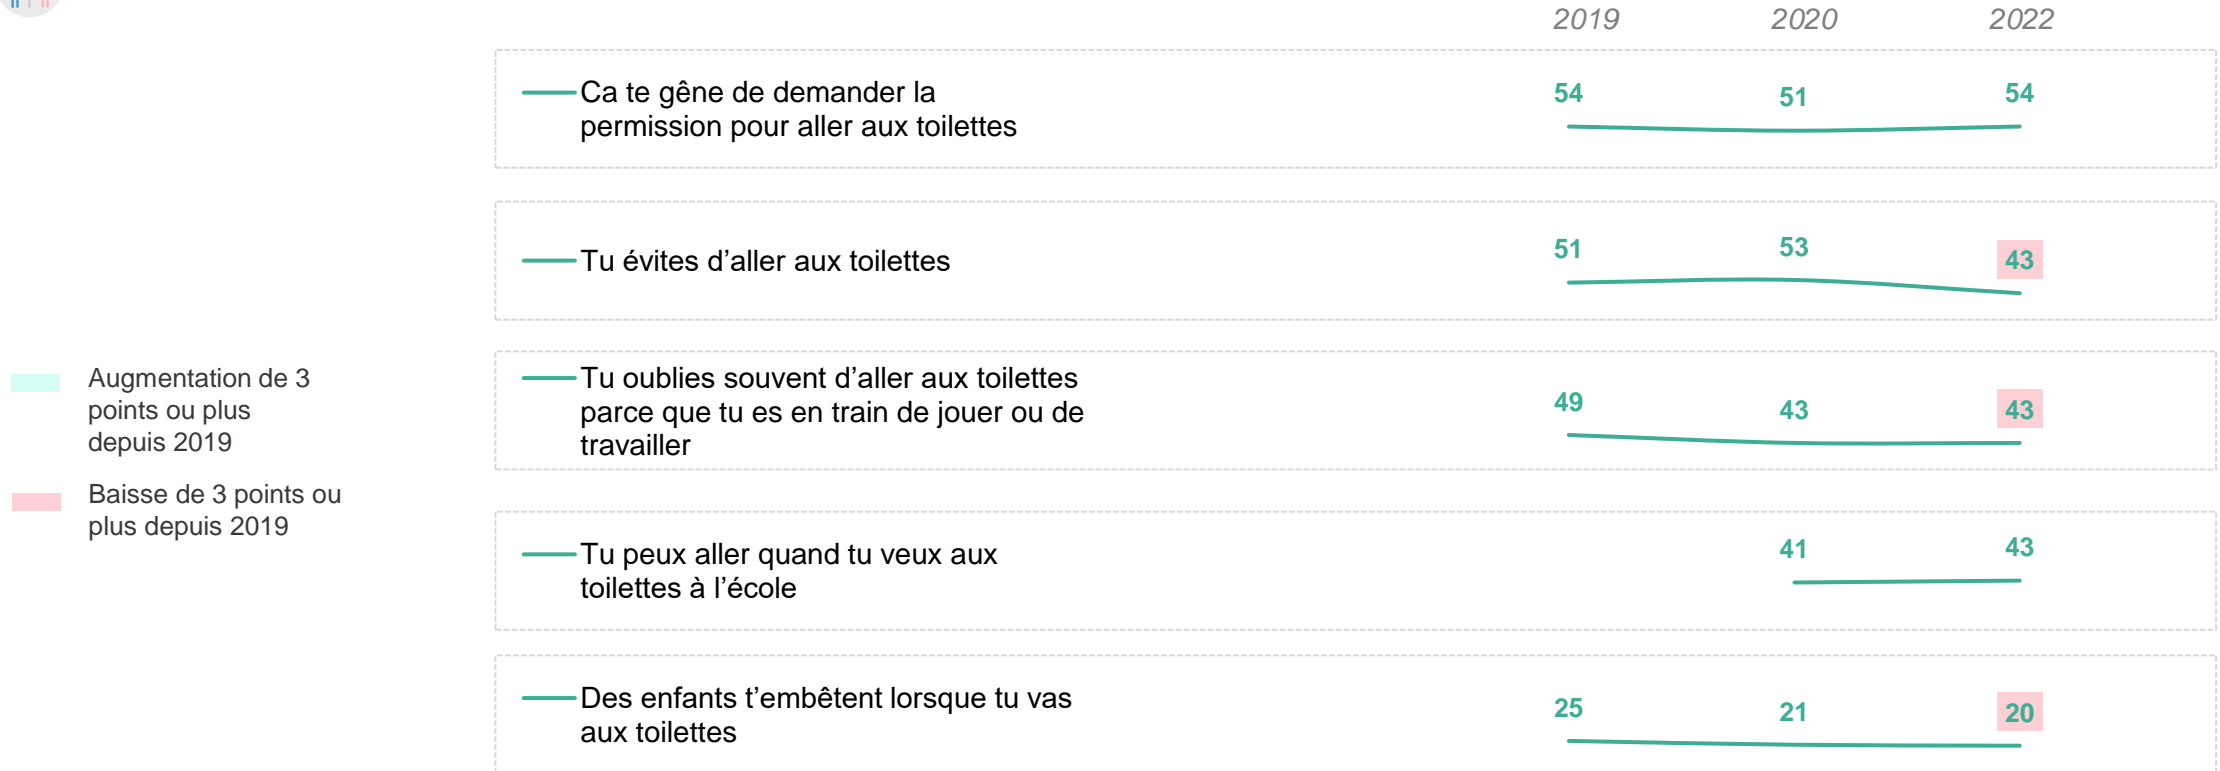 2019 2020 2022
Ca te gêne de demander la
permission pour aller aux toilettes
54 51 54
Tu évites d’aller aux toilettes
51 53 43
Tu oublies souvent d’aller aux toilettes
parce que tu es en train de jouer ou de
travailler
49 43 43
Augmentation de 3
points ou plus
depuis 2019
Baisse de 3 points ou
plus depuis 2019
Tu peux aller quand tu veux aux
toilettes à l’école
41 43
Des enfants t’embêtent lorsque tu vas
aux toilettes
25 21 20